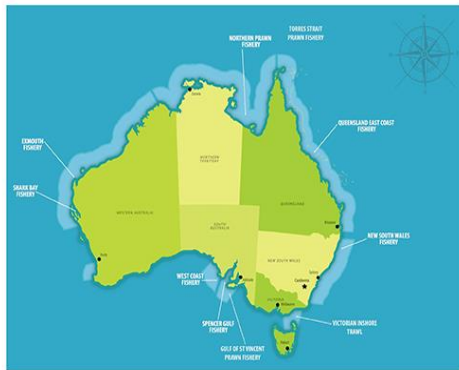 TORRES STRAIT
PRAWN FISHERY
NORTHERN PRAWN
FISHERY
QUEENSLAND EAST COAST
FISHERY
EXMOUTH
FISHERY
SHARK BAY
FISHERY
NORTHERN
TERRITORY
WESTERN AUSTRALIA
QUEENSLAND
SOUTH
AUSTRALIA
NEW SOUTH WALES
NEW SOUTH WALES
FISHERY
Canberra
VICTORIA
WEST COAST
FISHERY
SPENCER GULF
FISHERY
GULF OF ST VINCENT
PRAWN FISHERY
VICTORIAN INSHORE
TRAWL